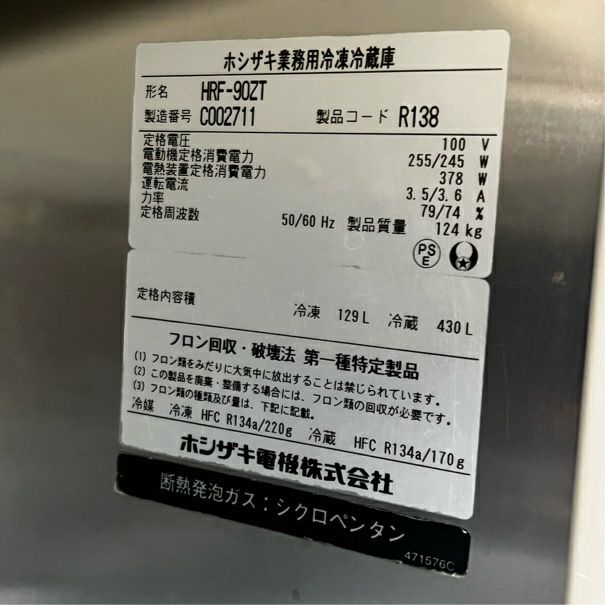 ホシザキ業務用冷凍冷蔵庫
形名 HRF-90ZT
製造番号 C002711 製品コード R138
定格電圧 100 V
電動機定格消費電力 255/245 W
電熱装置定格消費電力 378 W
運転電流 3.5/3.6 A
力率 79/74 %
定格周波数 50/60 Hz 製品質量 124 kg
PS
E
定格内容積 冷凍 129L 冷蔵 430L
フロン回収・破壊法 第一種特定製品
(1) フロン類をみだりに大気中に放出することは禁じられています。
(2) この製品を廃棄・整備する場合には、フロン類の回収が必要です。
(3) フロン類の種類及び量は、下記に記載。
冷媒 冷凍 HFC R134a/220g 冷蔵 HFC R134a/170g
ホシザキ電機株式会社
断熱発泡ガス：シクロペンタン
471576C